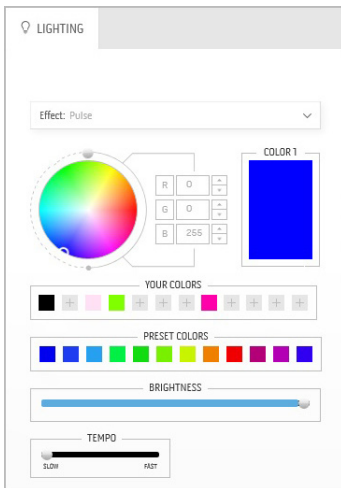 LIGHTING
Effect: Pulse
COLOR 1
R 0
G 0
B 255
YOUR COLORS
PRESET COLORS
BRIGHTNESS
TEMPO
SLOW FAST